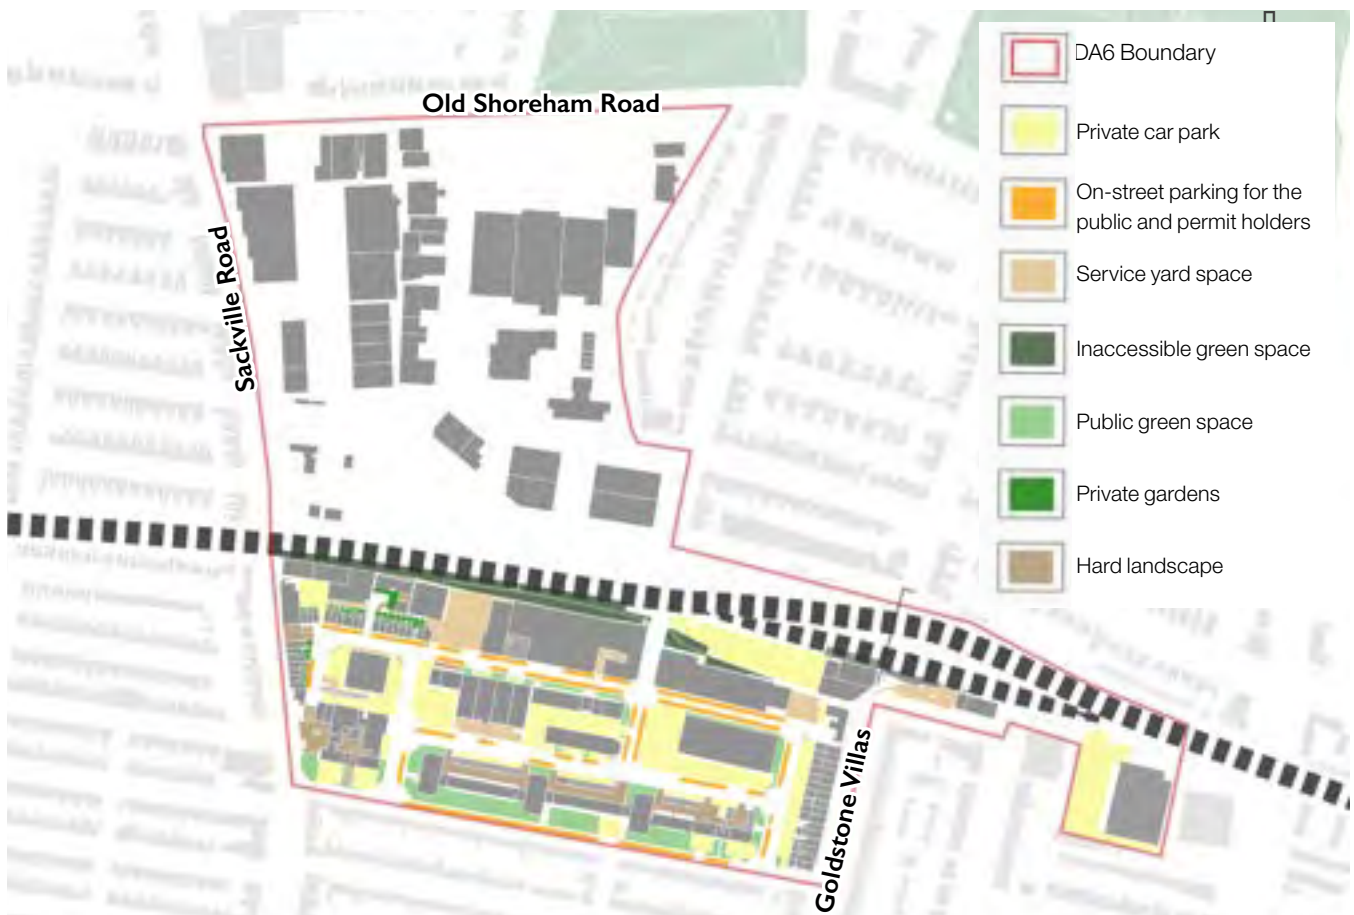 Old Shoreham Road
Sackville Road
Goldstone Villas
DA6 Boundary
Private car park
On-street parking for the
public and permit holders
Service yard space
Inaccessible green space
Public green space
Private gardens
Hard landscape